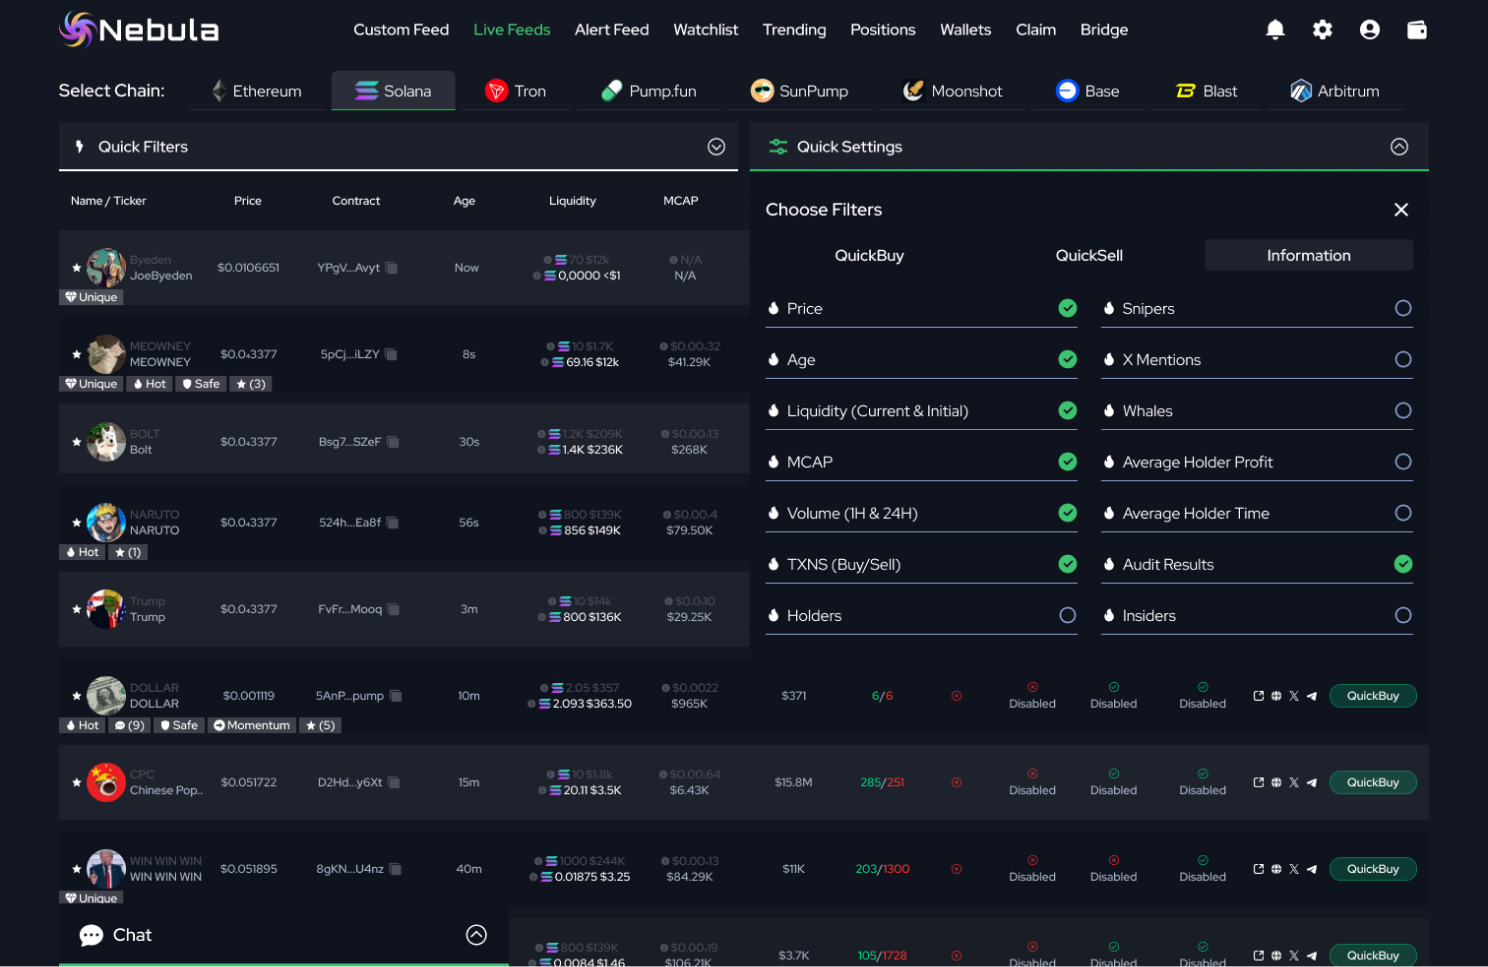 Nebula
Custom Feed Live Feeds Alert Feed Watchlist Trending Positions Wallets Claim Bridge
Select Chain: Ethereum Solana Tron Pump.fun SunPump Moonshot Base Blast Arbitrum
Quick Filters
Quick Settings
Name / Ticker Price Contract Age Liquidity MCAP
Choose Filters
QuickBuy QuickSell Information
Price
Snipers
Age
X Mentions
Liquidity (Current & Initial)
Whales
MCAP
Average Holder Profit
Volume (1H & 24H)
Average Holder Time
TXNS (Buy/Sell)
Audit Results
Holders
Insiders
Byeden 70 $12k N/A
JoeByeden $0.0106651 YPgV...Avyt Now 0,0000 <$1 N/A
Unique
MEOWNEY 10 $1.7K $0.00₄32
MEOWNEY $0.0₄3377 5pCj...iLZY 8s 69.16 $12k $41.29K
Unique Hot Safe (3)
BOLT 1.2K $209K $0.00.13
Bolt $0.0₄3377 Bsg7...SZeF 30s 1.4K $236K $268K
NARUTO 800 $139K $0.00.4
NARUTO $0.0₄3377 524h...Ea8f 56s 856 $149K $79.50K
Hot (1)
Trump 10 $14k $0.0.10
Trump $0.0₄3377 FvFr...Mooq 3m 800 $136K $29.25K
DOLLAR 2.05 $357 $0.0022
DOLLAR $0.001119 5AnP...pump 10m 2.093 $363.50 $965K $371 6/6 Disabled Disabled Disabled QuickBuy
Hot (9) Safe Momentum (5)
CPC 10 $1.8k $0.00.64
Chinese Pop.. $0.051722 D2Hd...y6Xt 15m 20.11 $3.5K $6.43K $15.8M 285/251 Disabled Disabled Disabled QuickBuy
WIN WIN WIN 1000 $244K $0.00₄13
WIN WIN WIN $0.051895 8gKN...U4nz 40m 0.01875 $3.25 $84.29K $11K 203/1300 Disabled Disabled Disabled QuickBuy
Unique
Chat
800 $139K $0.00.19
0.0084 $1.46 $106.21K $3.7K 105/1728 Disabled Disabled Disabled QuickBuy